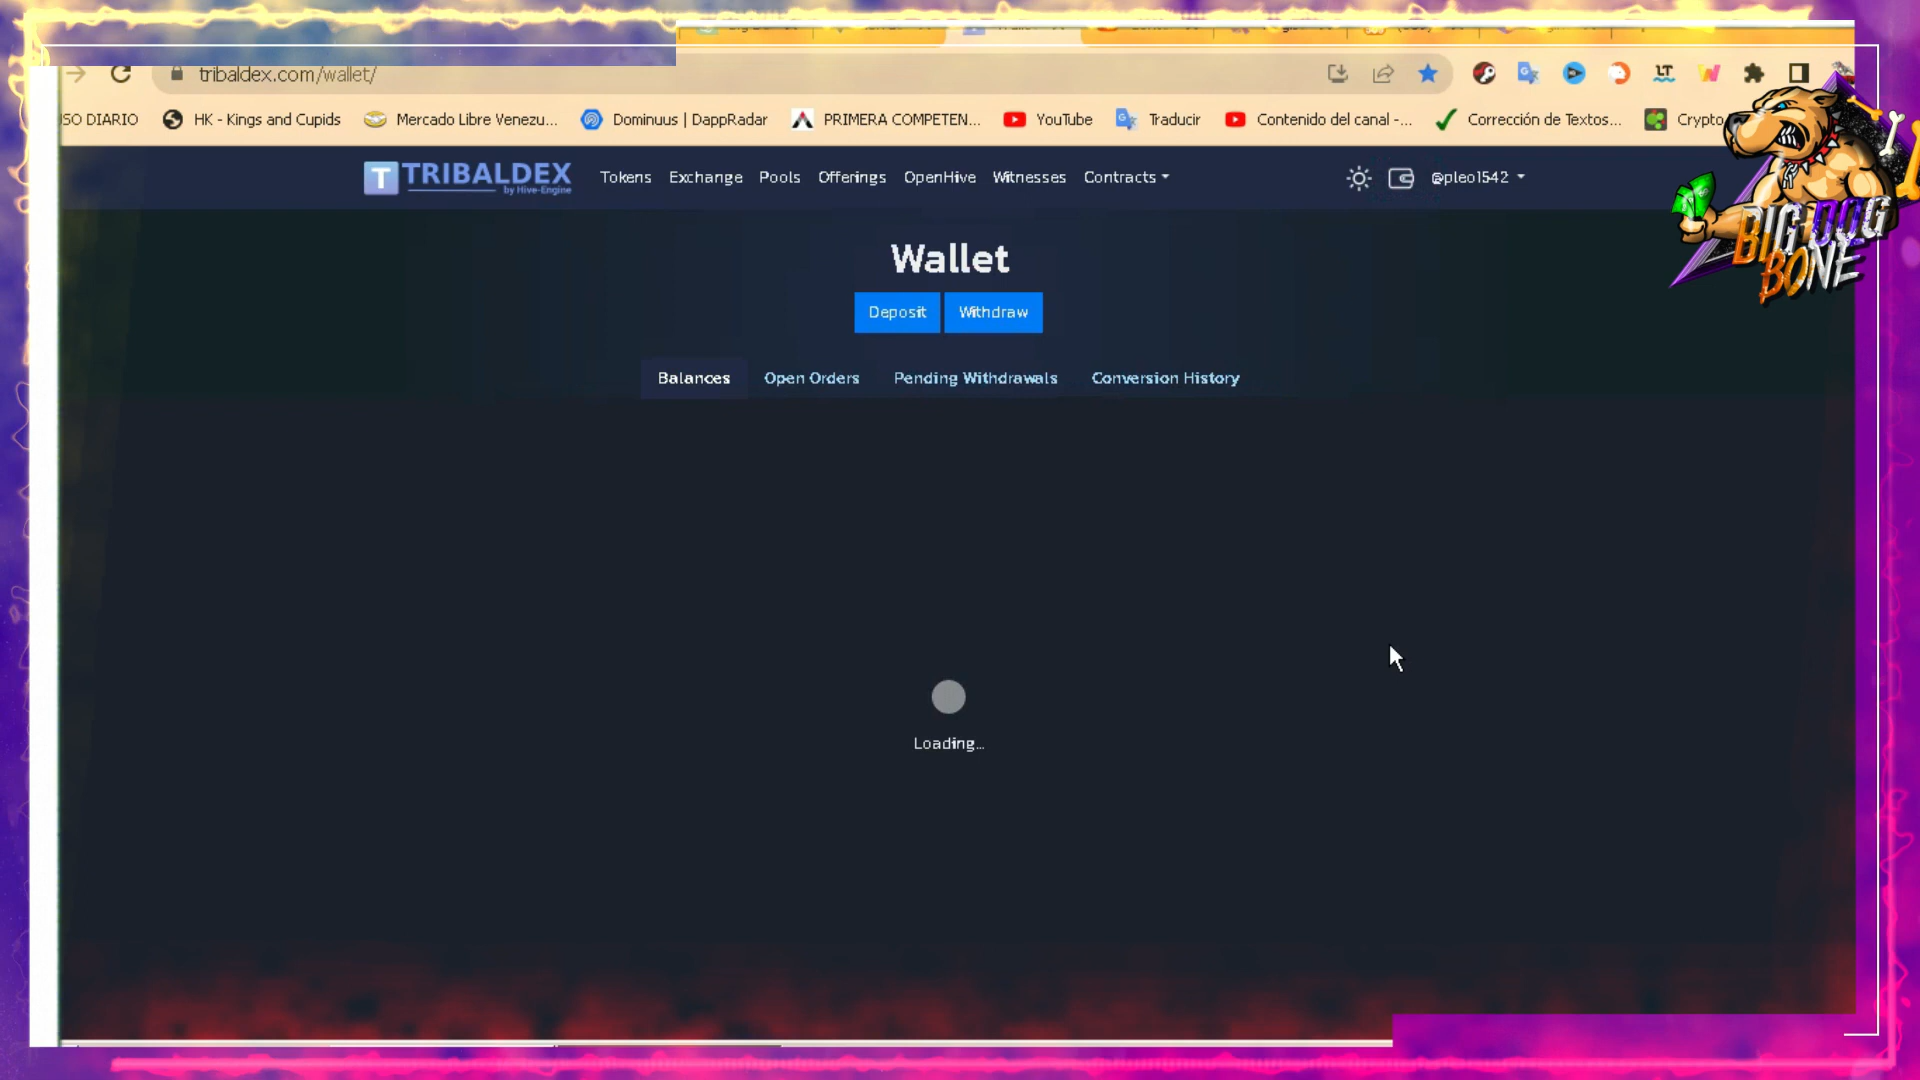 tribaldex.com/wallet/
SO DIARIO
HK - Kings and Cupids
Mercado Libre Venezu...
Dominuus | DappRadar
PRIMERA COMPETEN...
YouTube
Traducir
Contenido del canal -...
Corrección de Textos...
Crypto
T TRIBALDEX
by Hive-Engine
Tokens
Exchange
Pools
Offerings
OpenHive
Witnesses
Contracts
@pleo1542
BIG DOG
BONE
Wallet
Deposit
Withdraw
Balances
Open Orders
Pending Withdrawals
Conversion History
Loading...